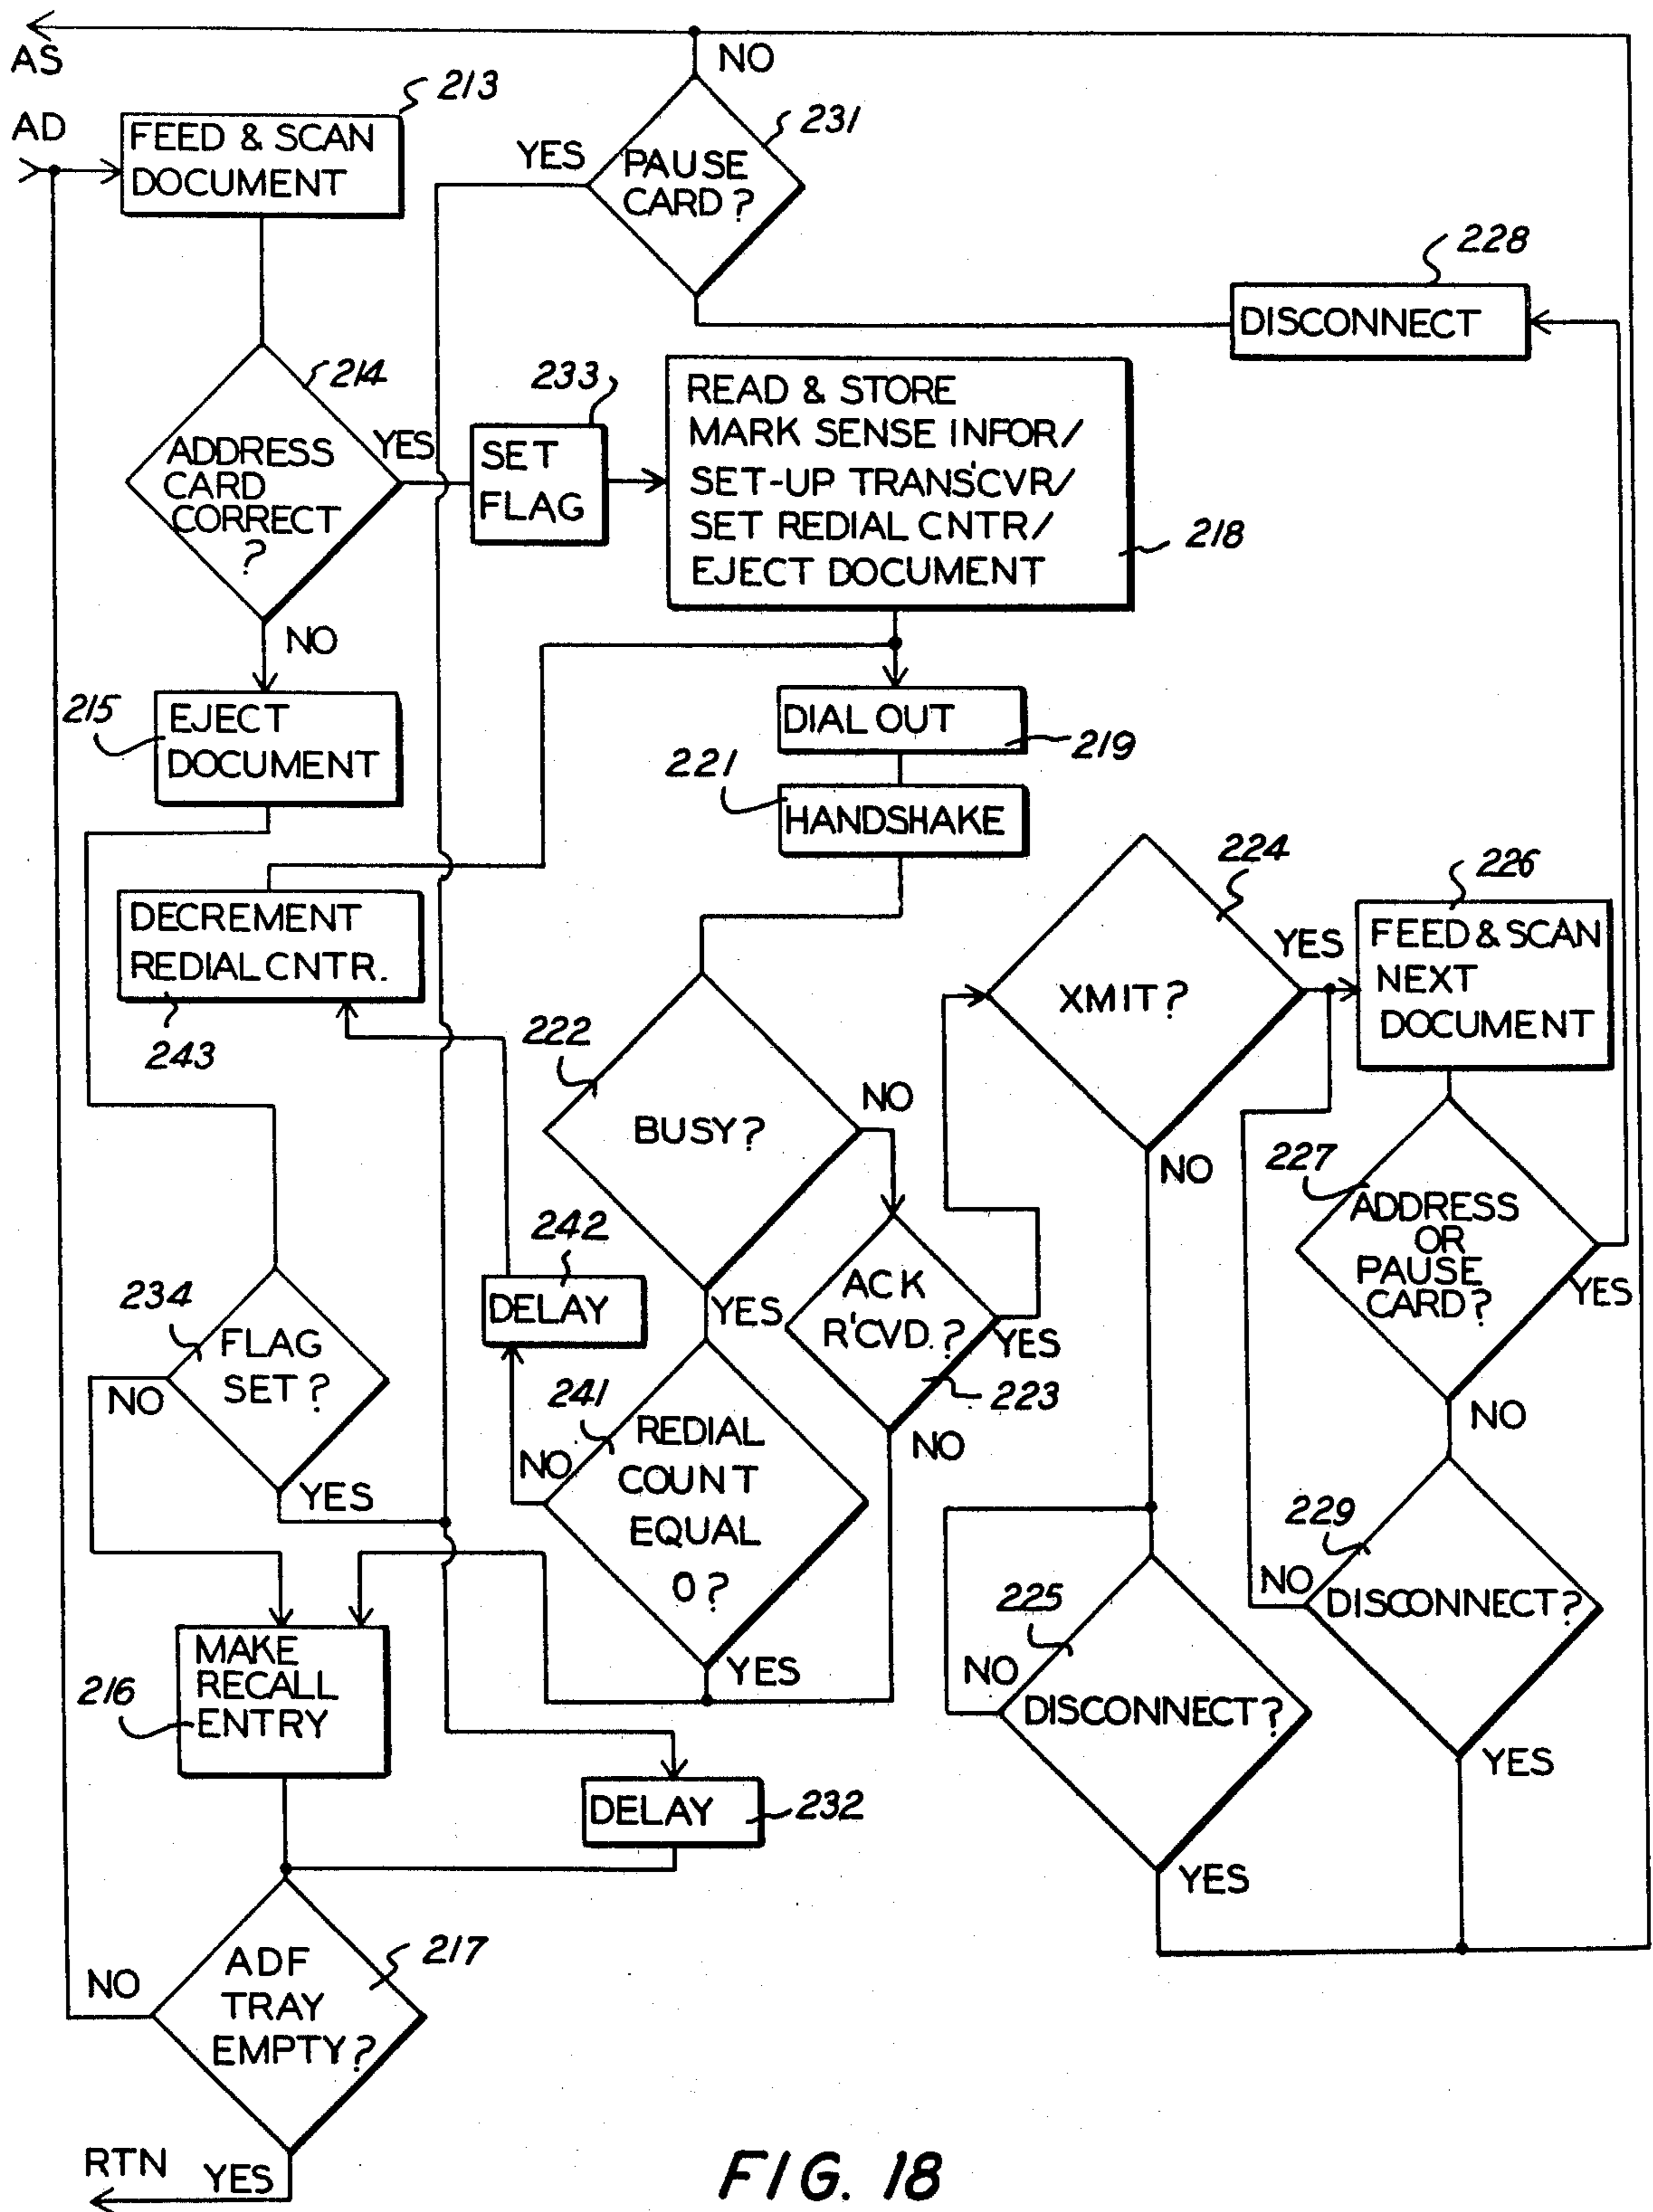 AS
NO
213
AD
FEED & SCAN
DOCUMENT
231
YES
PAUSE
CARD?
228
DISCONNECT
214
ADDRESS
CARD
CORRECT
?
YES
233
SET
FLAG
READ & STORE
MARK SENSE INFOR/
SET-UP TRANS'CVR/
SET REDIAL CNTR/
EJECT DOCUMENT
218
NO
215
EJECT
DOCUMENT
DIAL OUT
219
221
HANDSHAKE
224
226
DECREMENT
REDIAL CNTR.
243
XMIT?
YES
FEED & SCAN
NEXT
DOCUMENT
222
BUSY?
NO
NO
227
ADDRESS
OR
PAUSE
CARD?
YES
242
DELAY
YES
ACK
R'CVD.?
YES
223
NO
234
FLAG
SET?
NO
YES
241
REDIAL
COUNT
EQUAL
0?
NO
YES
NO
229
DISCONNECT?
NO
YES
225
DISCONNECT?
NO
YES
MAKE
RECALL
ENTRY
216
DELAY
232
ADF
TRAY
EMPTY?
217
NO
RTN
YES
FIG. 18